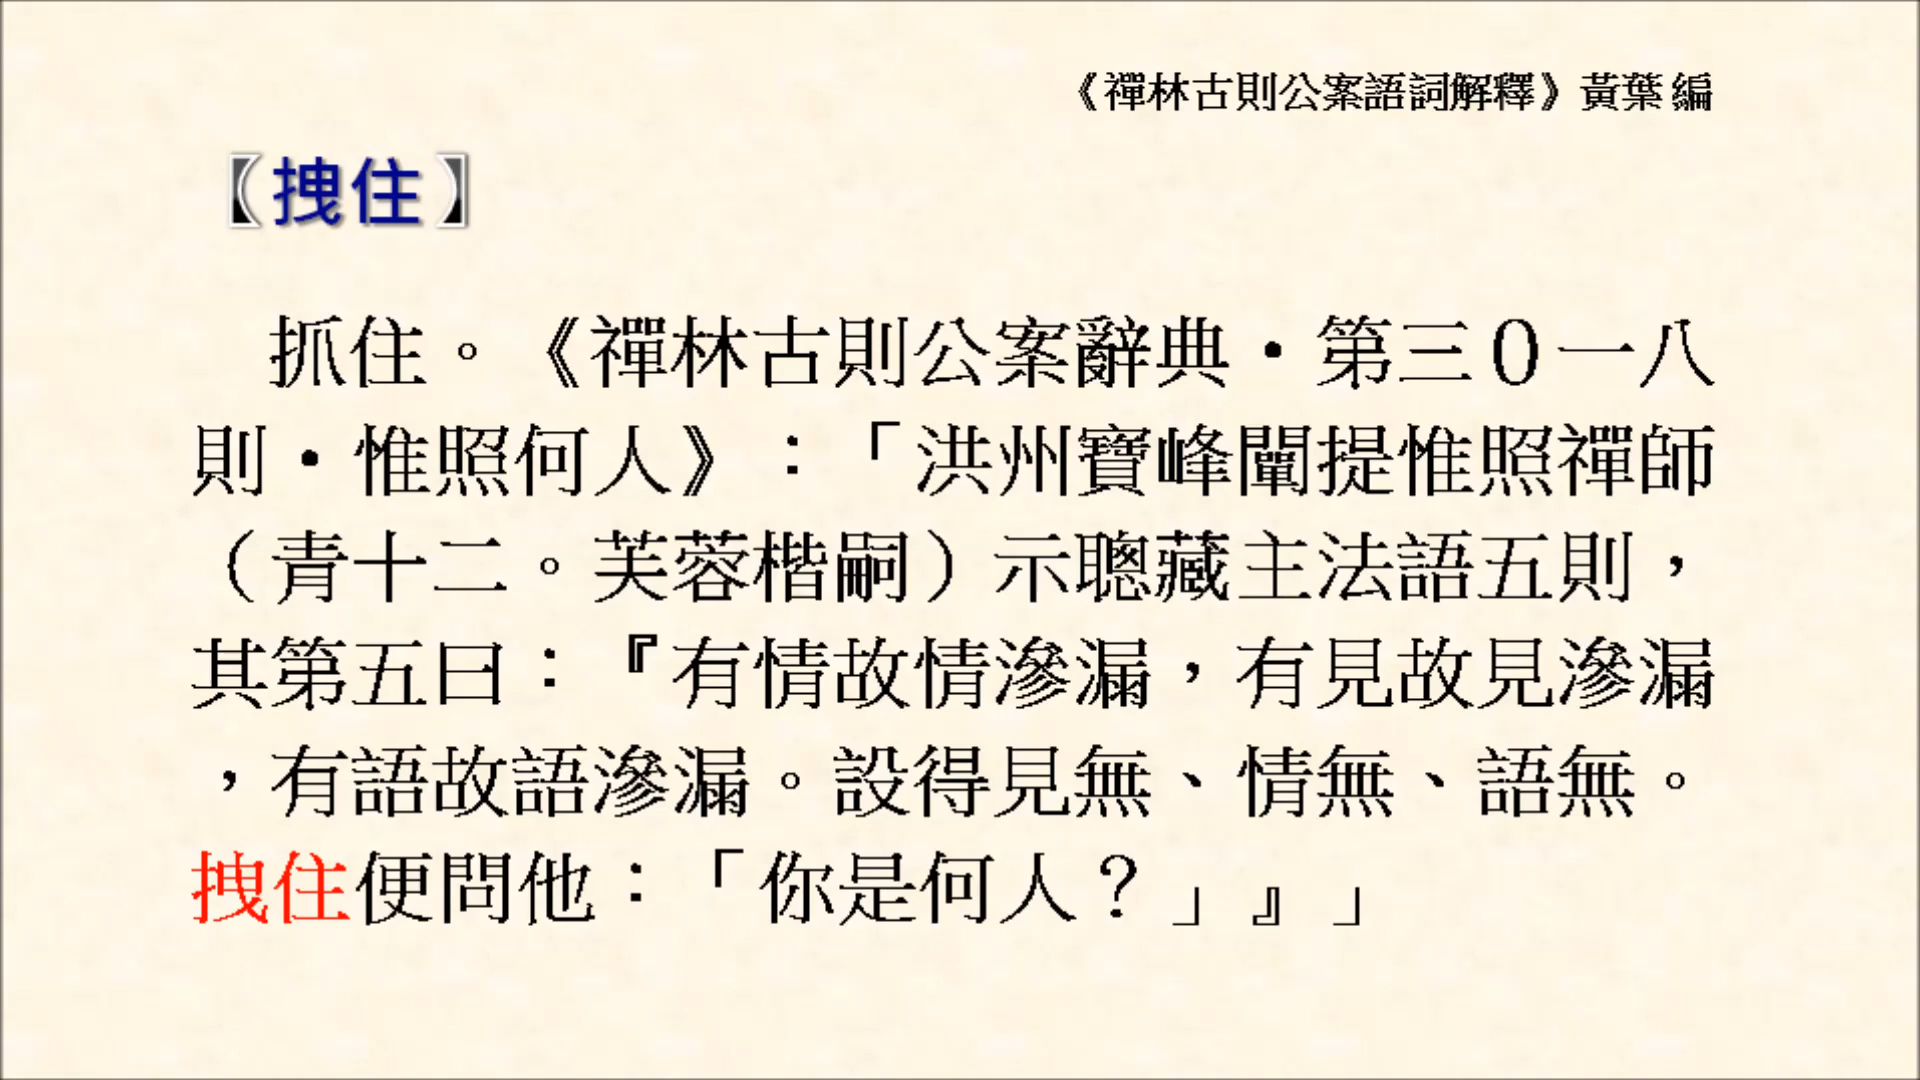 《禪林古則公案語詞解釋》黃葉 編
【拽住】
抓住。《禪林古則公案辭典·第三０一八
則·惟照何人》：「洪州寶峰闡提惟照禪師
（青十二。芙蓉楷嗣）示聰藏主法語五則，
其第五曰：『有情故情滲漏，有見故見滲漏
，有語故語滲漏。設得見無、情無、語無。
拽住便問他：「你是何人？」』」